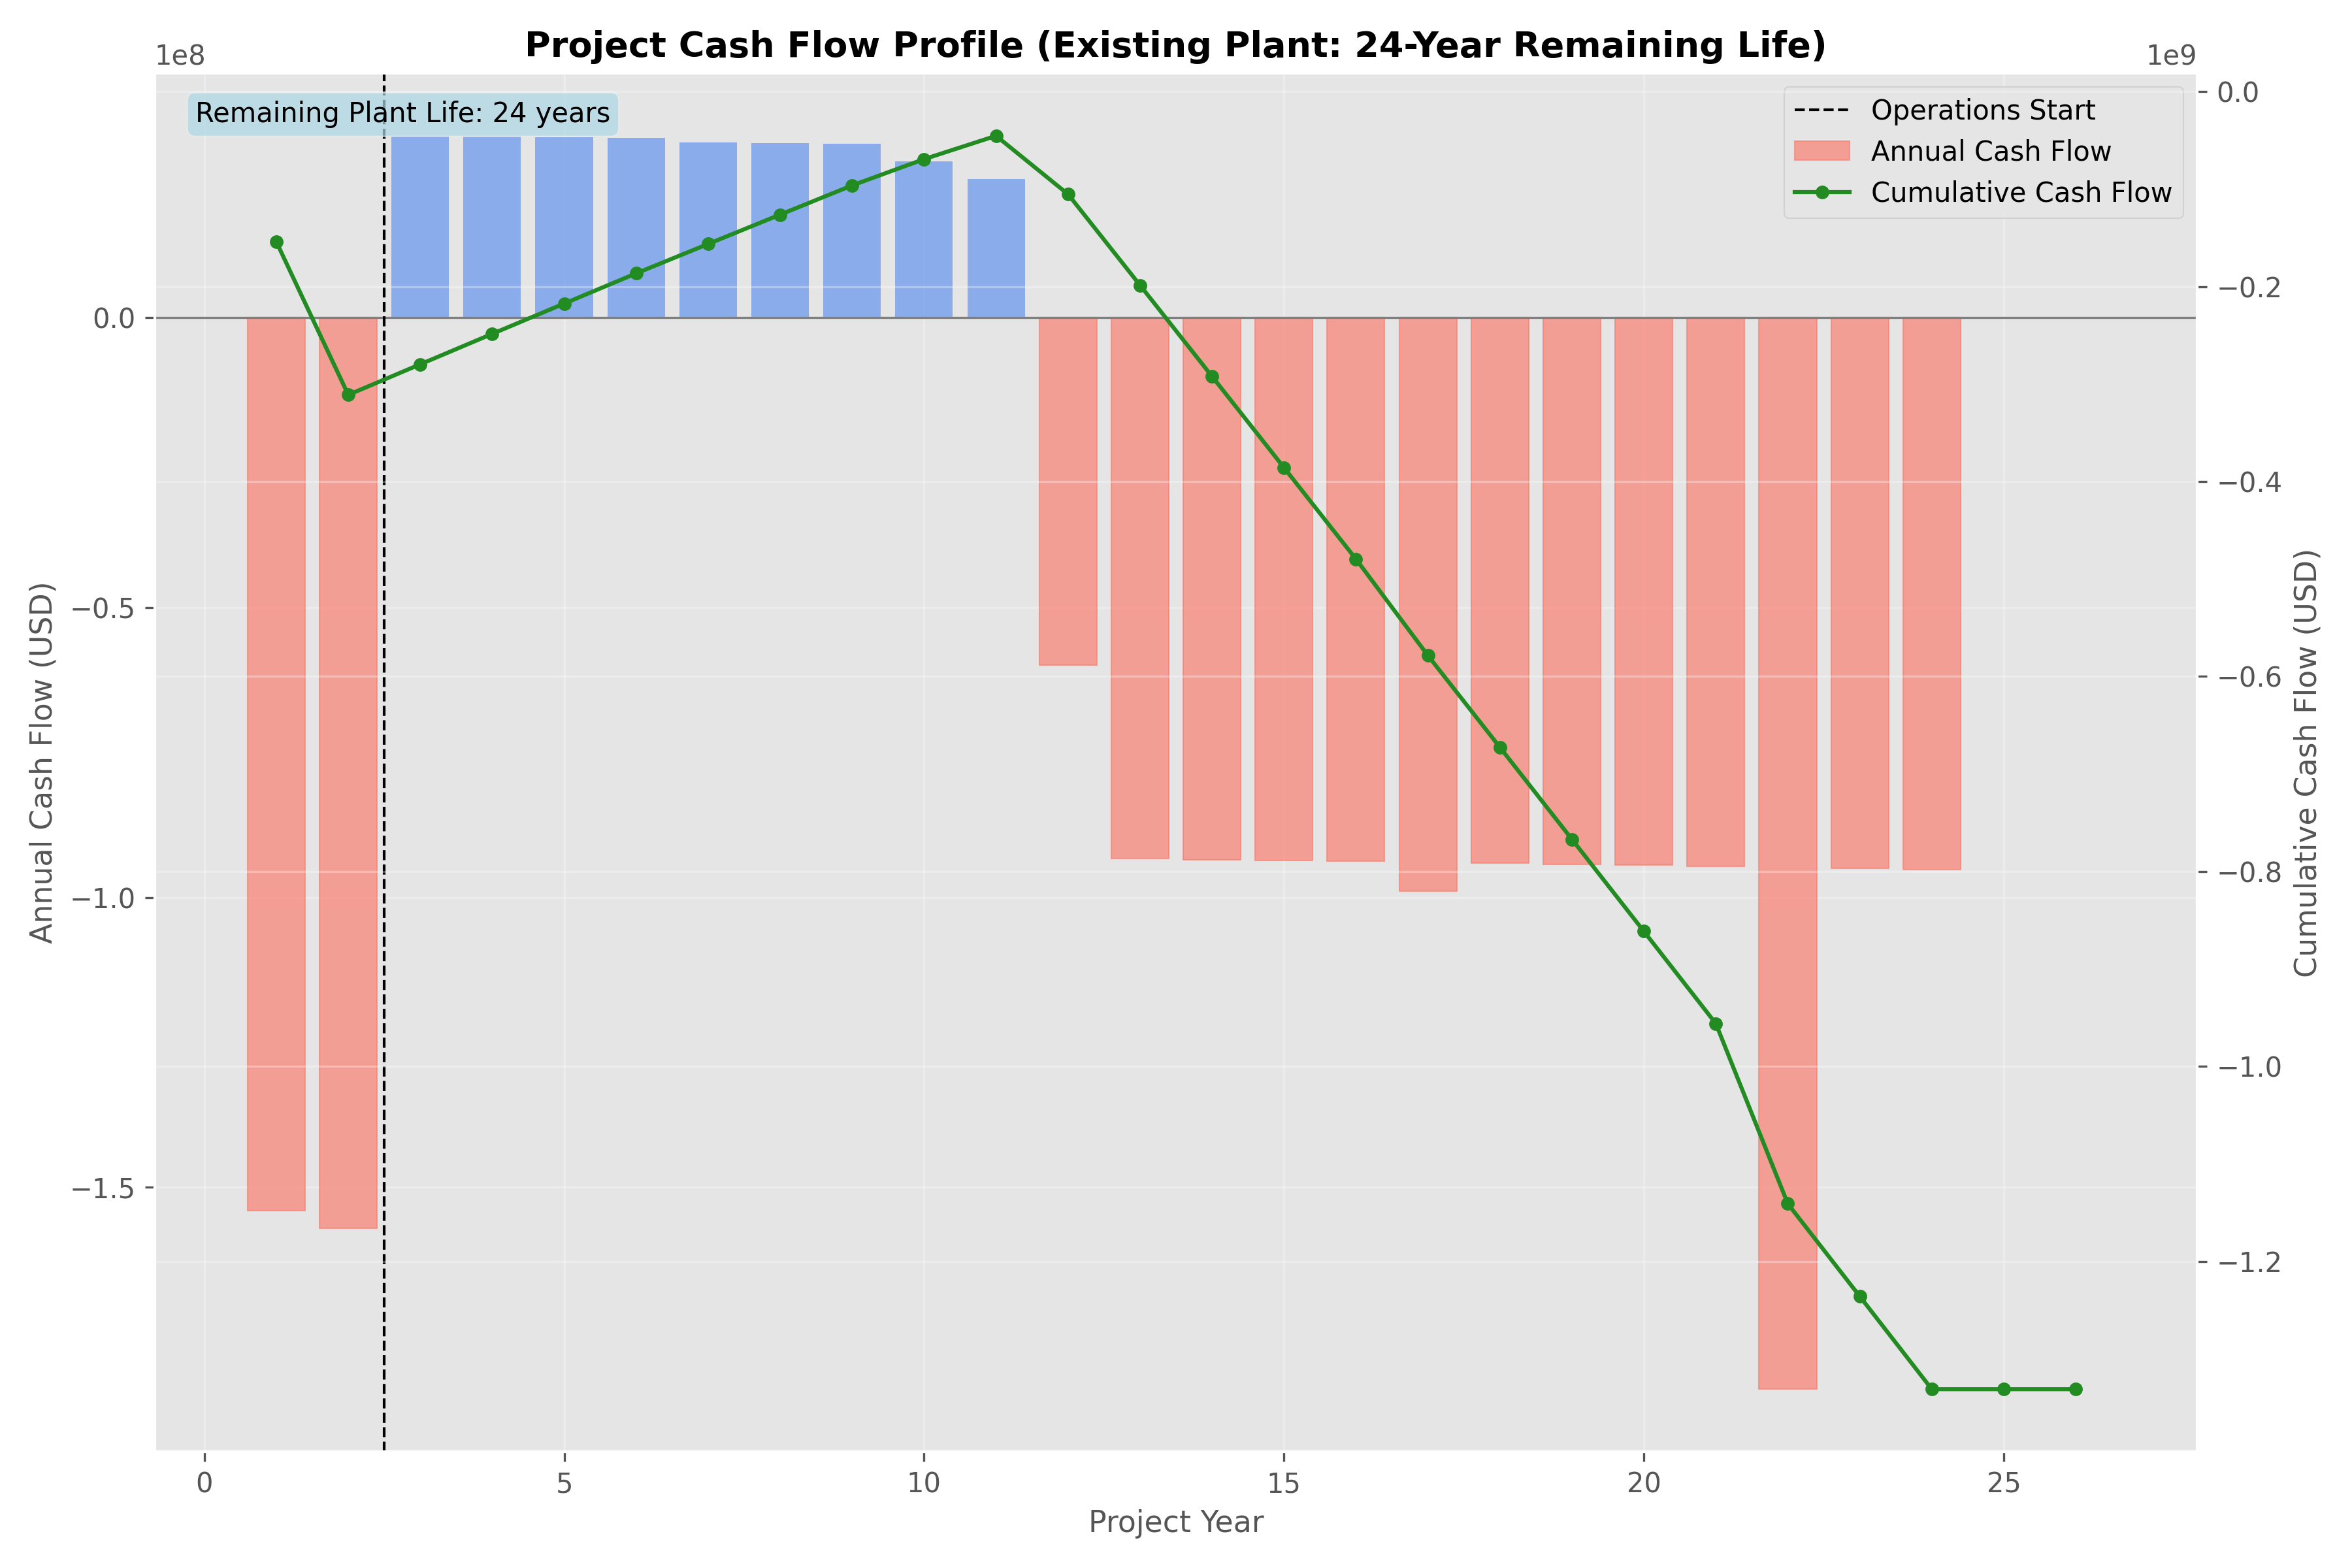 Project Cash Flow Profile (Existing Plant: 24-Year Remaining Life)
1e8
1e9
Remaining Plant Life: 24 years
Operations Start
Annual Cash Flow
Cumulative Cash Flow
Annual Cash Flow (USD)
0.0
−0.5
−1.0
−1.5
0.0
−0.2
−0.4
−0.6
−0.8
−1.0
−1.2
Cumulative Cash Flow (USD)
0 5 10 15 20 25
Project Year